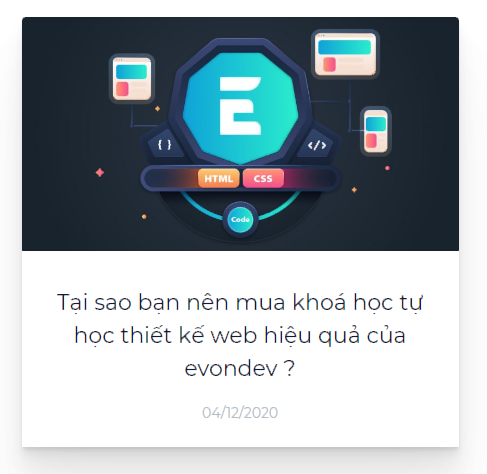 E
{ }
</>
HTML CSS
Code
Tại sao bạn nên mua khoá học tự
học thiết kế web hiệu quả của
evondev ?
04/12/2020